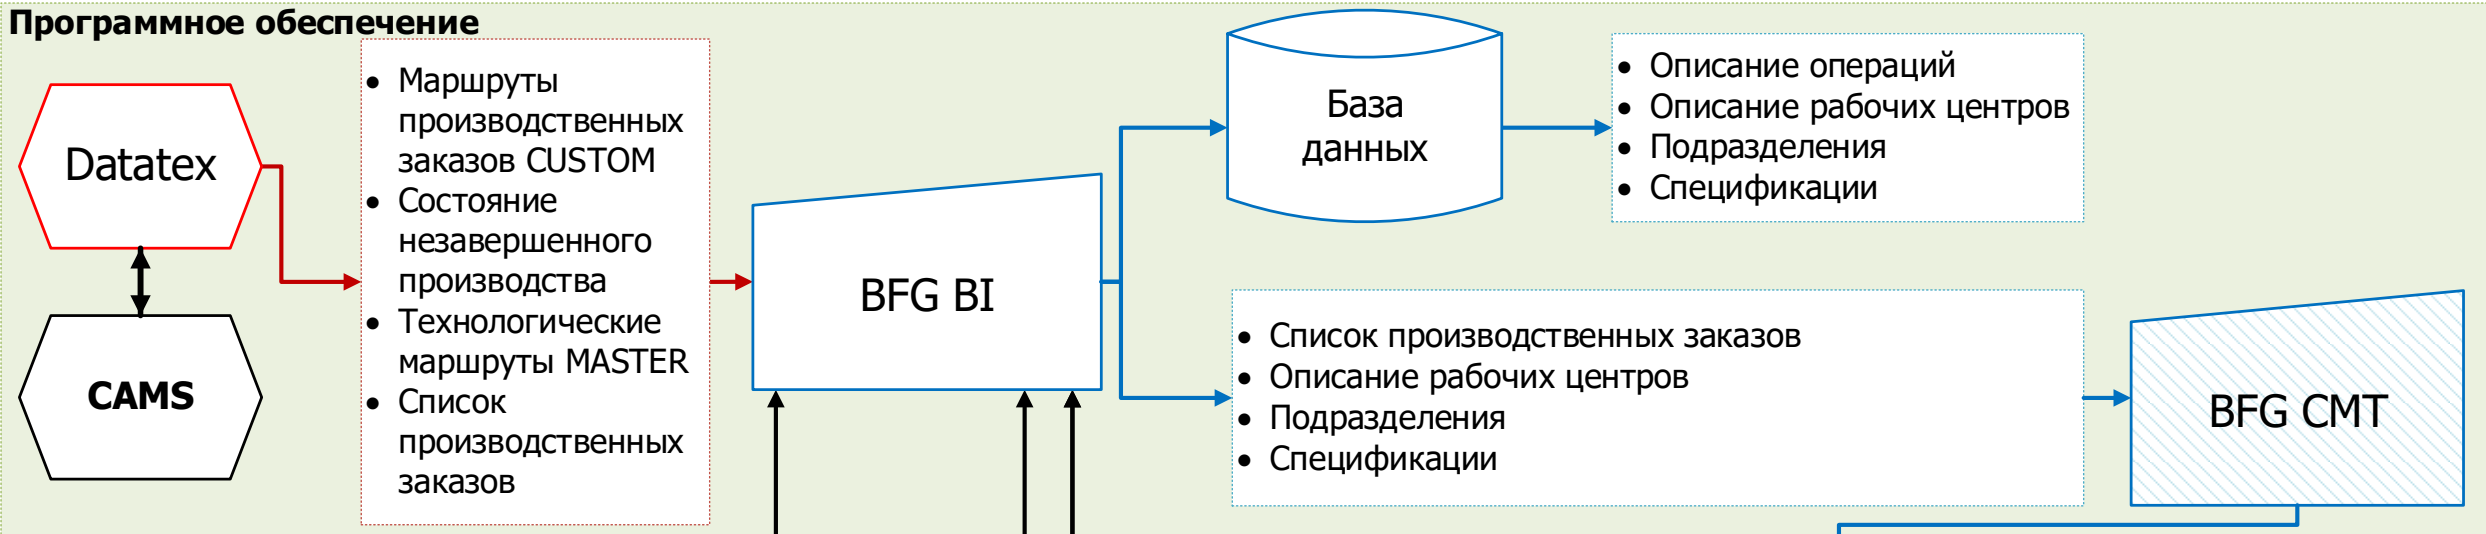 Программное обеспечение
Datatex
CAMS
• Маршруты
производственных
заказов CUSTOM
• Состояние
незавершенного
производства
• Технологические
маршруты MASTER
• Список
производственных
заказов
BFG BI
База
данных
• Описание операций
• Описание рабочих центров
• Подразделения
• Спецификации
• Список производственных заказов
• Описание рабочих центров
• Подразделения
• Спецификации
BFG CMT